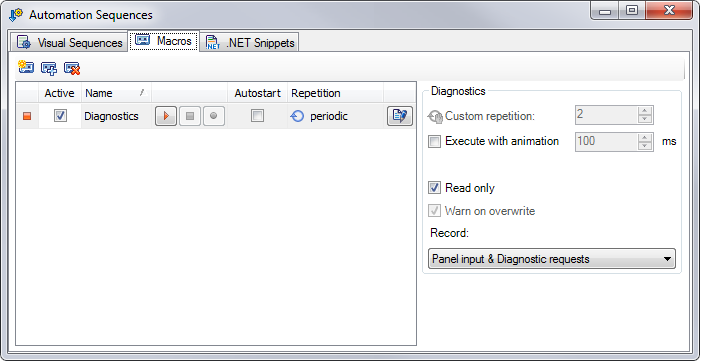 Automation Sequences
Visual Sequences Macros .NET .NET Snippets
Active Name / Autostart Repetition
Diagnostics periodic
Diagnostics
Custom repetition: 2
Execute with animation 100 ms
Read only
Warn on overwrite
Record:
Panel input & Diagnostic requests